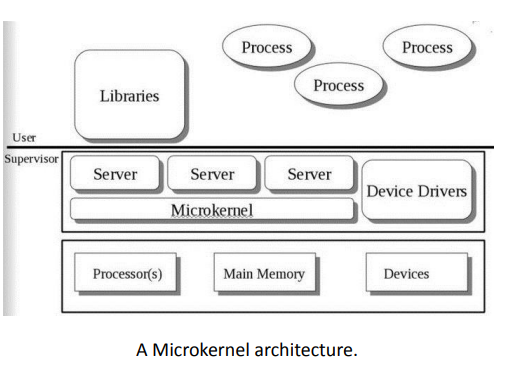 Process
Process
Process
Libraries
User
Supervisor
Server
Server
Server
Device Drivers
Microkernel
Processor(s)
Main Memory
Devices
A Microkernel architecture.